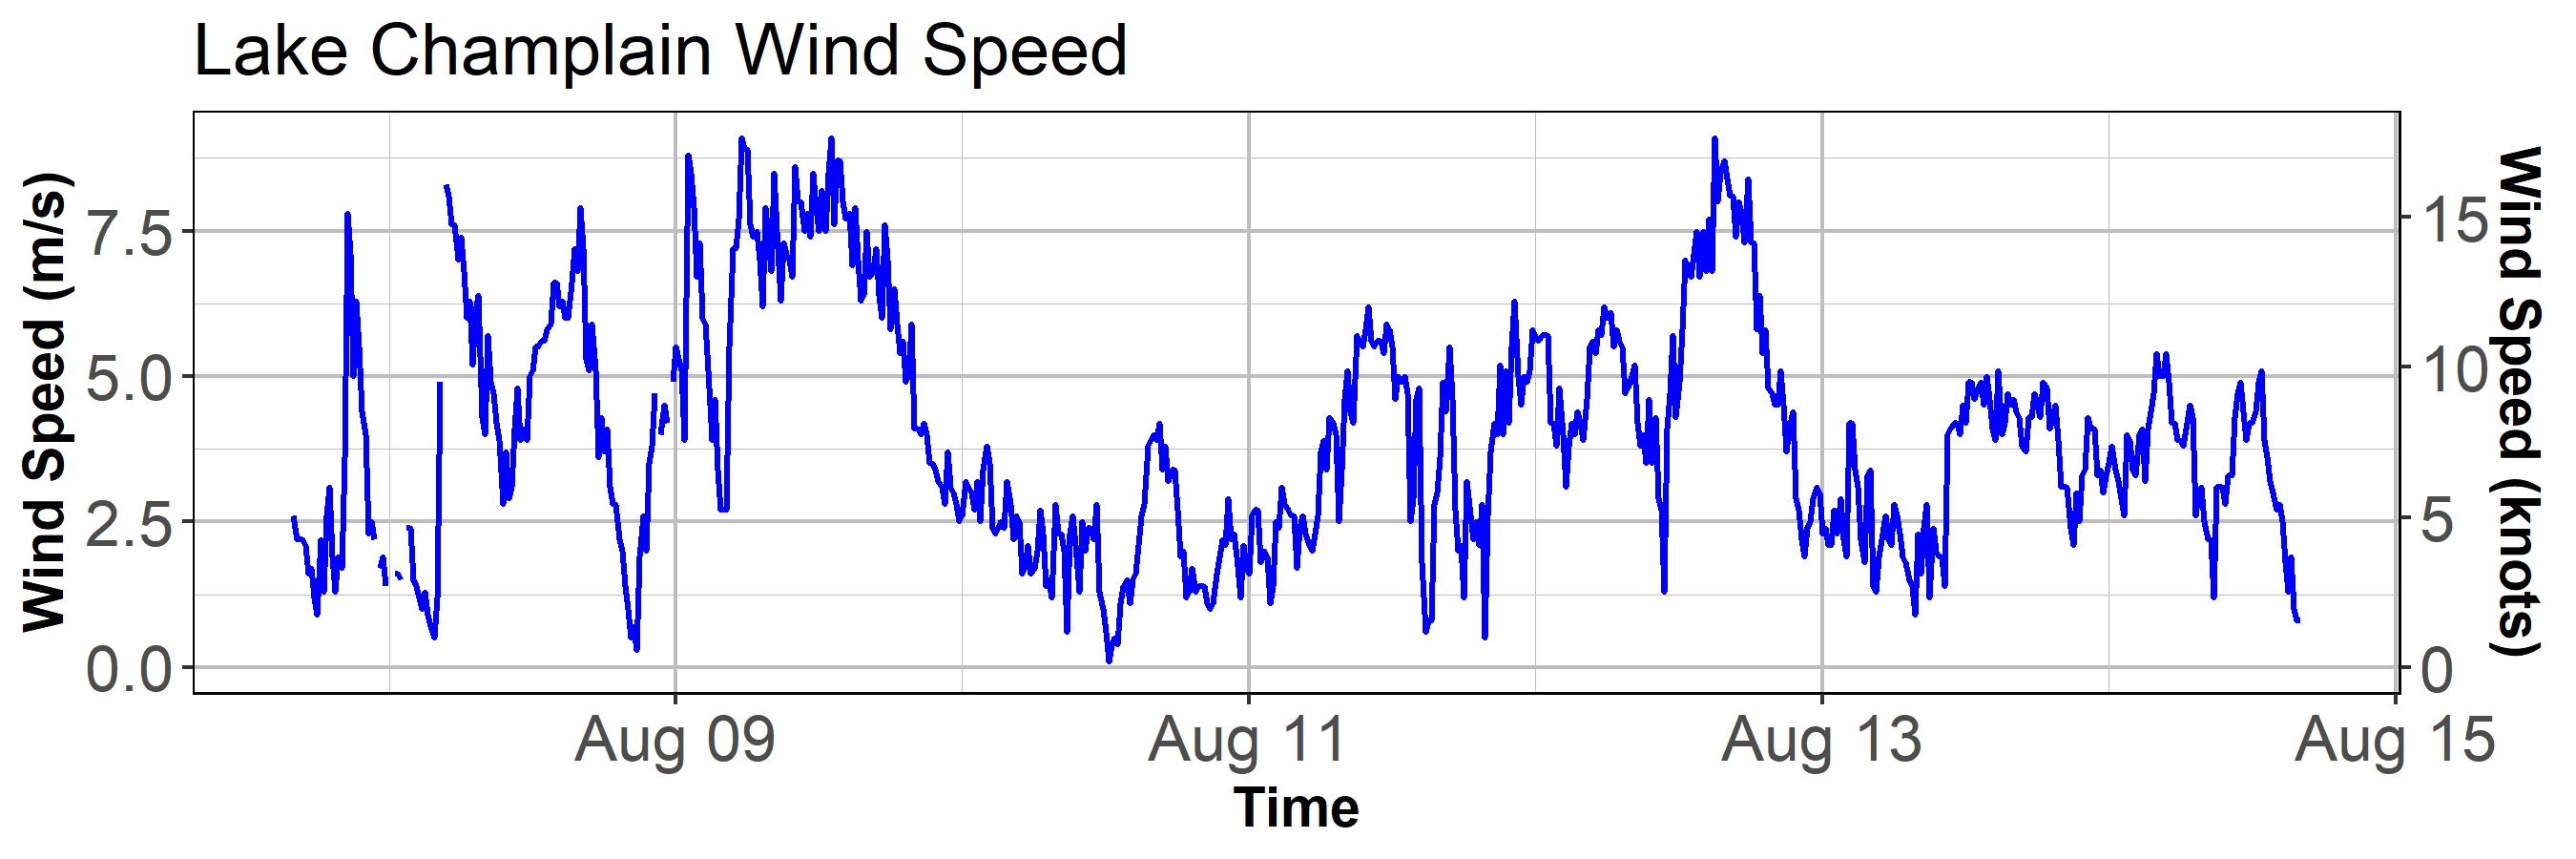 Lake Champlain Wind Speed
Wind Speed (m/s)
7.5
5.0
2.5
0.0
15
10
5
0
Wind Speed (knots)
Aug 09
Aug 11
Aug 13
Aug 15
Time